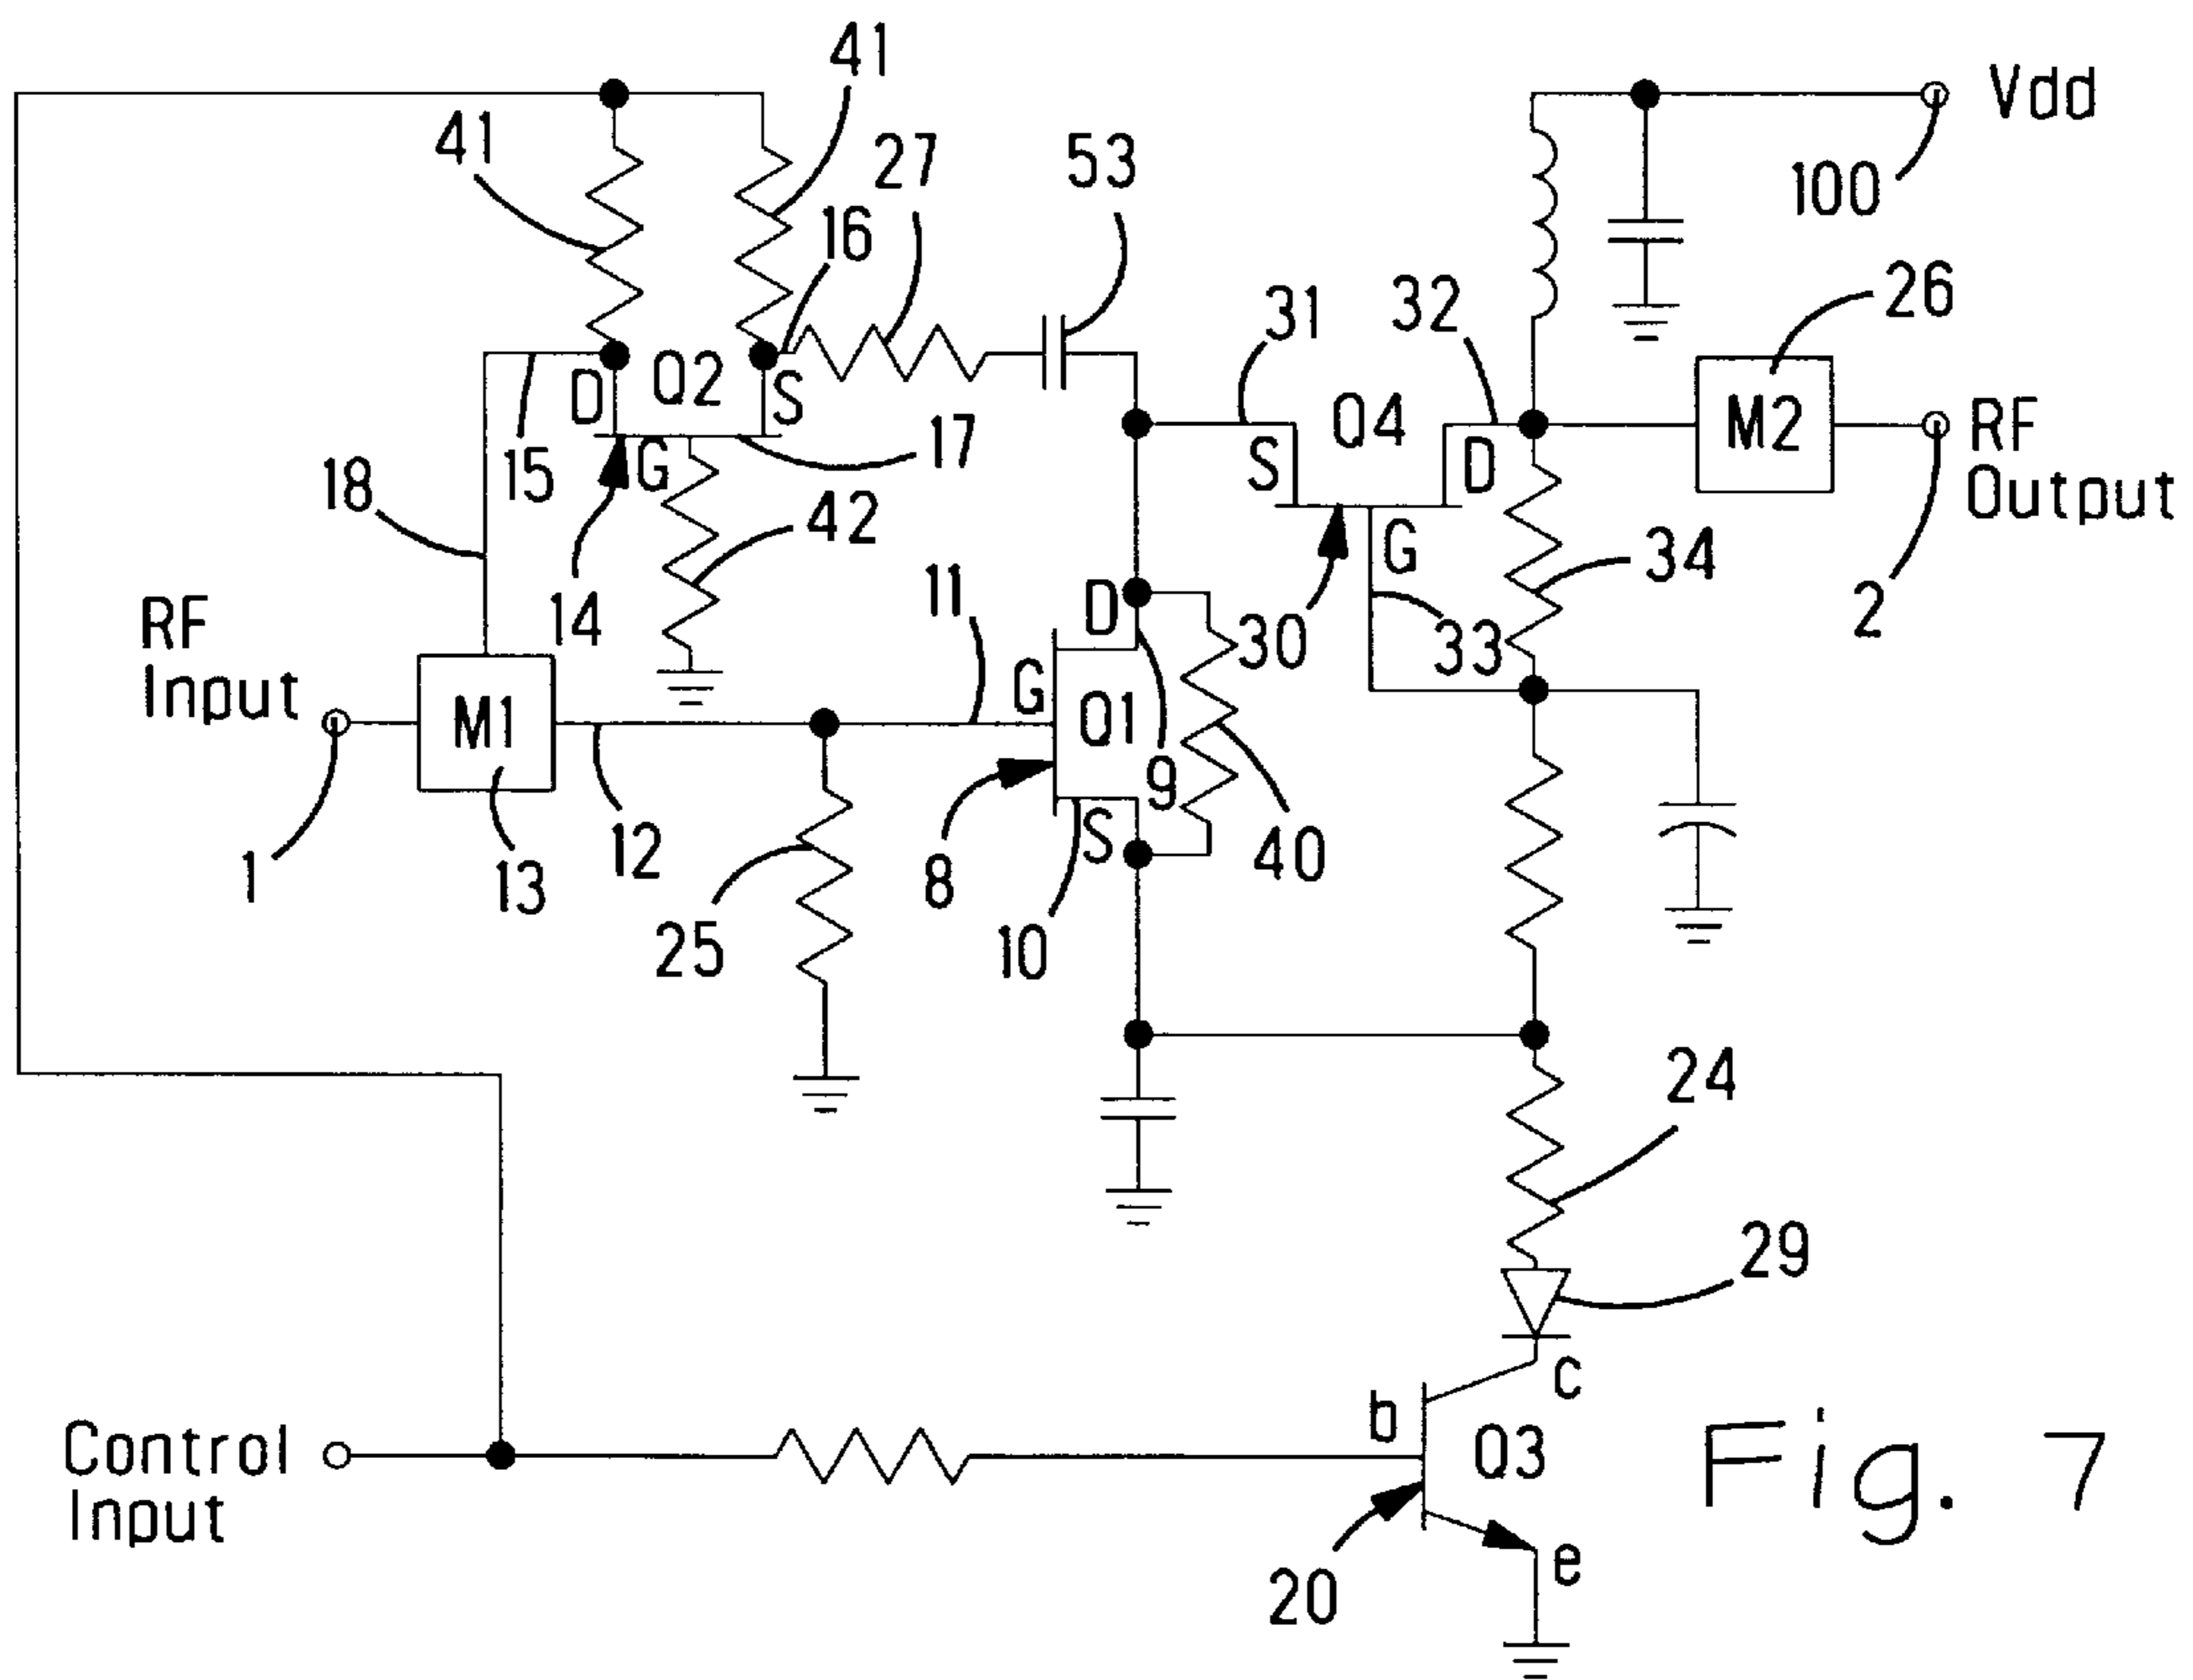 41
Vdd
41
27
53
100
16
26
31
32
D
Q2
S
Q4
M2
RF
Output
17
S
D
18
15
G
42
G
34
14
11
D
2
RF
Input
30
33
G
M1
Q1
9
1
13
12
8
S
40
25
10
24
29
c
b
Control
Input
Q3
Fig. 7
20
e